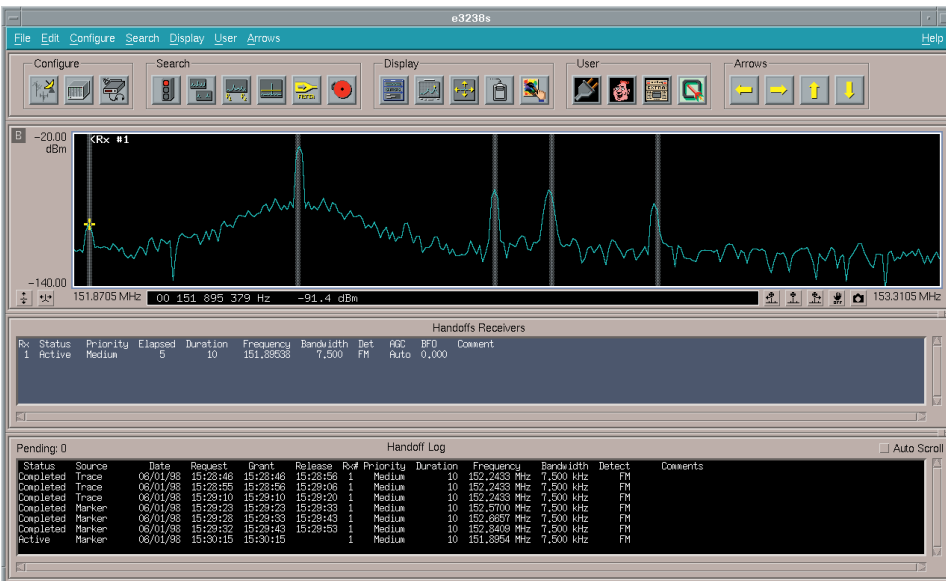 e3238s
File Edit Configure Search Display User Arrows Help
Configure Search Display User Arrows
B -20.00
dBm
<Rx #1
-140.00
151.8705 MHz 00 151 895 379 Hz -91.4 dBm 153.3105 MHz
Handoffs Receivers
Rx Status Priority Elapsed Duration Frequency Bandwidth Det AGC BFO Comment
1 Active Medium 5 10 151.89538 7.500 FM Auto 0.000
Pending: 0 Handoff Log Auto Scroll
Status Source Date Request Grant Release Rx# Priority Duration Frequency Bandwidth Detect Comments
Completed Trace 06/01/98 15:28:46 15:28:46 15:28:56 1 Medium 10 152.2433 MHz 7.500 kHz FM
Completed Trace 06/01/98 15:28:55 15:28:56 15:29:06 1 Medium 10 152.2433 MHz 7.500 kHz FM
Completed Trace 06/01/98 15:29:10 15:29:10 15:29:20 1 Medium 10 152.2433 MHz 7.500 kHz FM
Completed Marker 06/01/98 15:29:23 15:29:23 15:29:33 1 Medium 10 152.5700 MHz 7.500 kHz FM
Completed Marker 06/01/98 15:29:28 15:29:33 15:29:43 1 Medium 10 152.6657 MHz 7.500 kHz FM
Completed Marker 06/01/98 15:29:32 15:29:43 15:29:53 1 Medium 10 152.8409 MHz 7.500 kHz FM
Active Marker 06/01/98 15:30:15 15:30:15 1 Medium 10 151.8954 MHz 7.500 kHz FM